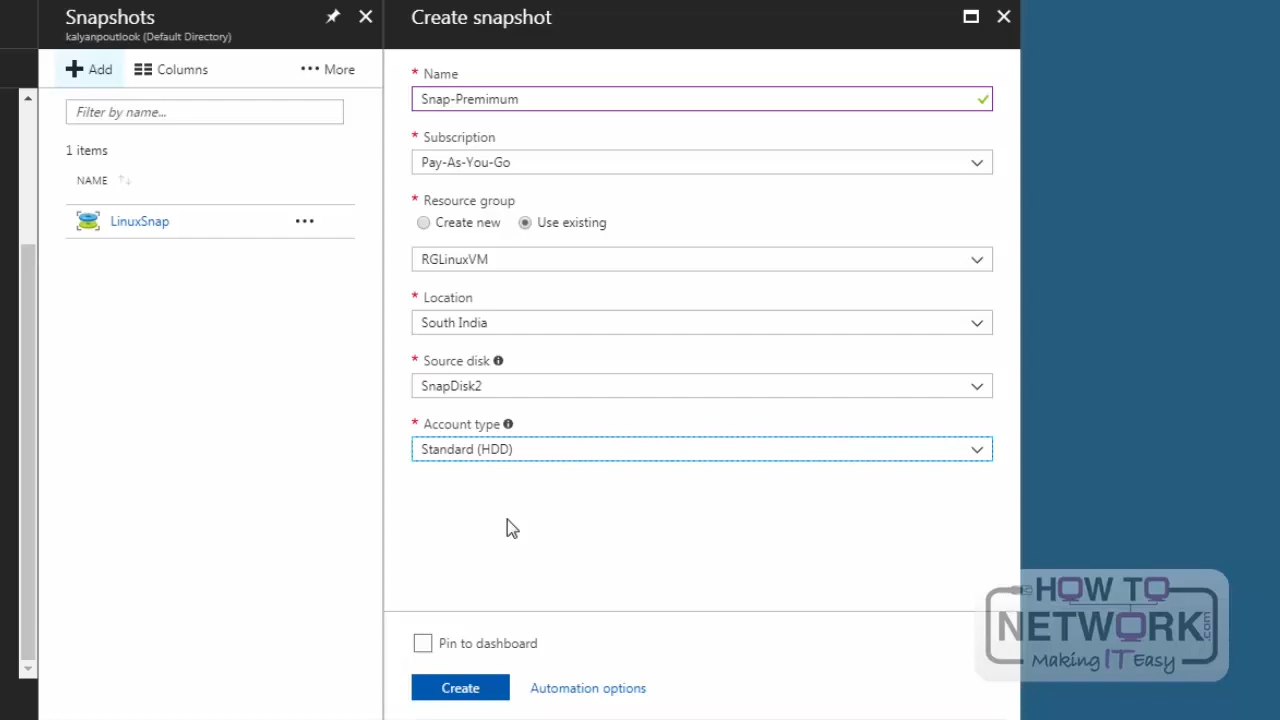 Snapshots
kalyanpoutlook (Default Directory)
Add
Columns
More
Filter by name...
1 items
NAME
LinuxSnap
Create snapshot
* Name
Snap-Premimum
* Subscription
Pay-As-You-Go
* Resource group
Create new
Use existing
RGLinuxVM
* Location
South India
* Source disk
SnapDisk2
* Account type
Standard (HDD)
Pin to dashboard
Create
Automation options
HOW TO
NETWORK.com
Making IT Easy